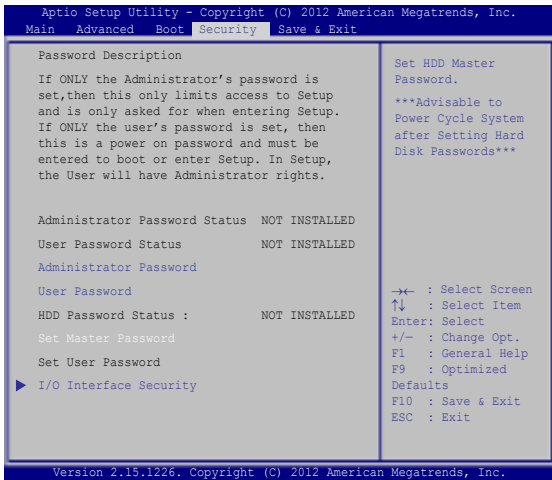 Aptio Setup Utility - Copyright (C) 2012 American Megatrends, Inc.
Main Advanced Boot Security Save & Exit
Password Description
If ONLY the Administrator's password is
set,then this only limits access to Setup
and is only asked for when entering Setup.
If ONLY the user's password is set, then
this is a power on password and must be
entered to boot or enter Setup. In Setup,
the User will have Administrator rights.
Administrator Password Status NOT INSTALLED
User Password Status NOT INSTALLED
Administrator Password
User Password
HDD Password Status : NOT INSTALLED
Set Master Password
Set User Password
I/O Interface Security
Set HDD Master
Password.
***Advisable to
Power Cycle System
after Setting Hard
Disk Passwords***
→← : Select Screen
↑↓ : Select Item
Enter: Select
+/— : Change Opt.
F1 : General Help
F9 : Optimized
Defaults
F10 : Save & Exit
ESC : Exit
Version 2.15.1226. Copyright (C) 2012 American Megatrends, Inc.